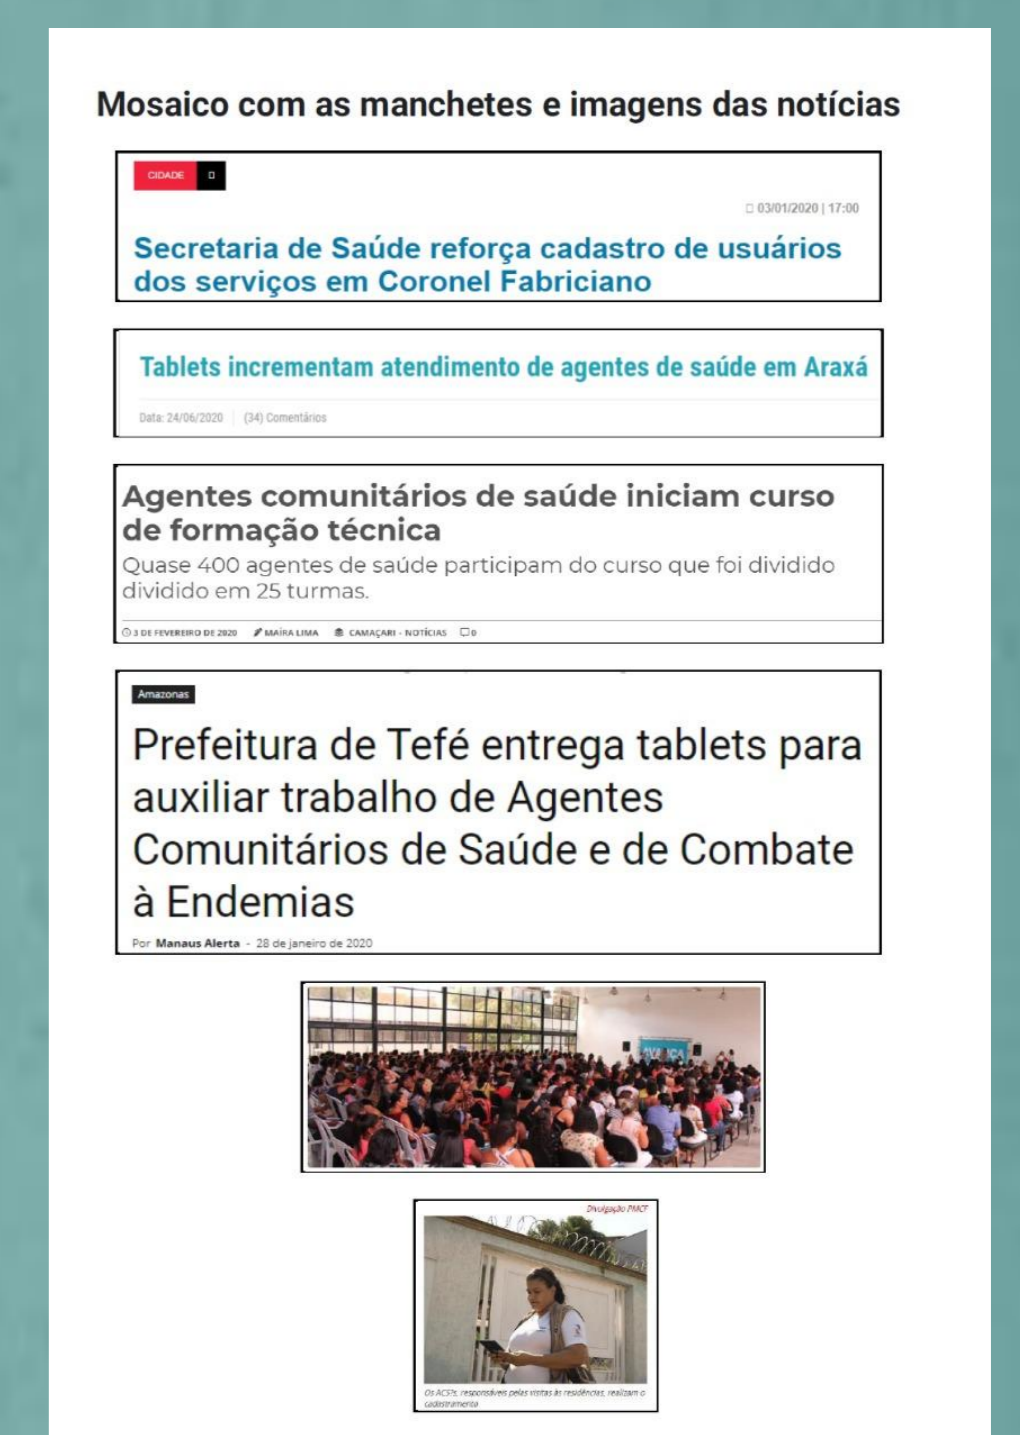 Mosaico com as manchetes e imagens das notícias
CIDADE
03/01/2020 | 17:00
Secretaria de Saúde reforça cadastro de usuários
dos serviços em Coronel Fabriciano
Tablets incrementam atendimento de agentes de saúde em Araxá
Data: 24/06/2020 (34) Comentários
Agentes comunitários de saúde iniciam curso
de formação técnica
Quase 400 agentes de saúde participam do curso que foi dividido
dividido em 25 turmas.
3 DE FEVEREIRO DE 2020 MAÍRA LIMA CAMAÇARI - NOTÍCIAS 0
Amazonas
Prefeitura de Tefé entrega tablets para
auxiliar trabalho de Agentes
Comunitários de Saúde e de Combate
à Endemias
Por Manaus Alerta - 28 de janeiro de 2020
AVANÇA
Divulgação PMCF
Os ACS?s, responsáveis pelas visitas às residências, realizam o
cadastramento